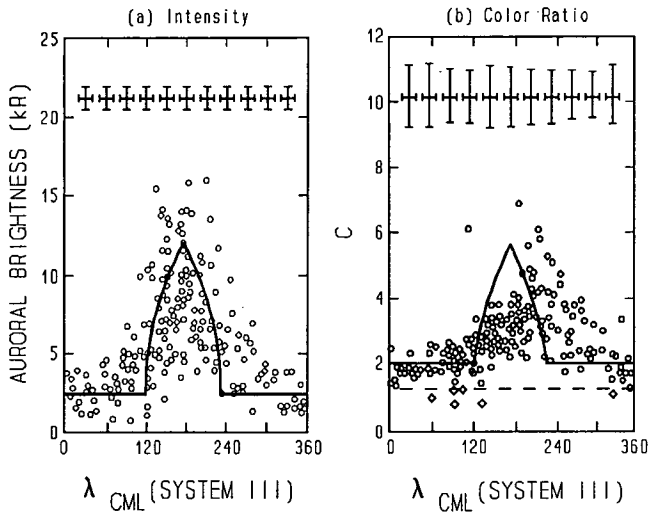 (a) Intensity
(b) Color Ratio
AURORAL BRIGHTNESS (kR)
25
20
15
10
5
0
0 120 240 360
λ CML (SYSTEM III)
C
12
10
8
6
4
2
0
0 120 240 360
λ CML (SYSTEM III)